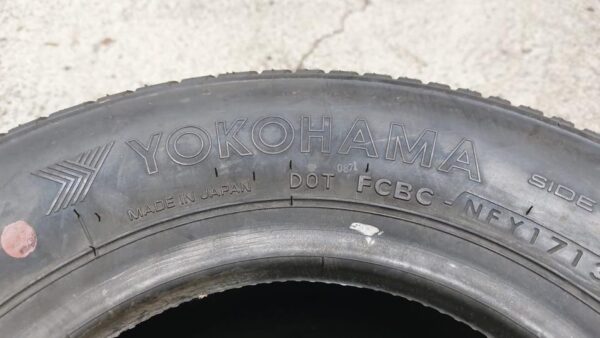 YOKOHAMA SIDE
MADE IN JAPAN DOT FCBC - NFY1713